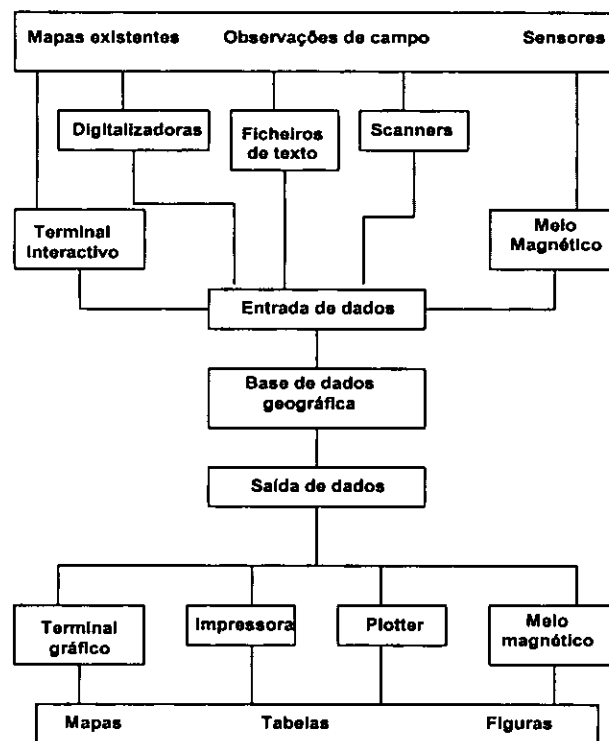 Mapas existentes Observações de campo Sensores
Digitalizadoras
Ficheiros
de texto
Scanners
Terminal
Interactivo
Meio
Magnético
Entrada de dados
Base de dados
geográfica
Saída de dados
Terminal
gráfico
Impressora
Plotter
Meio
magnético
Mapas Tabelas Figuras